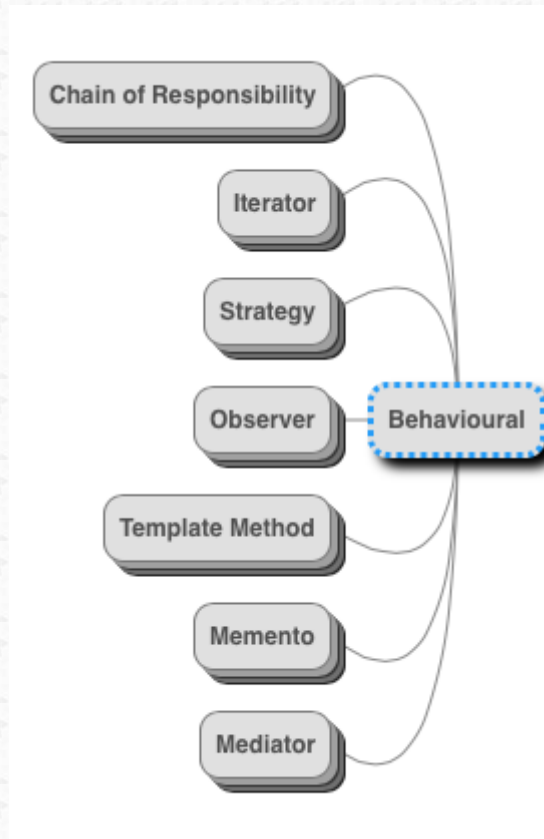 Chain of Responsibility
Iterator
Strategy
Observer
Behavioural
Template Method
Memento
Mediator